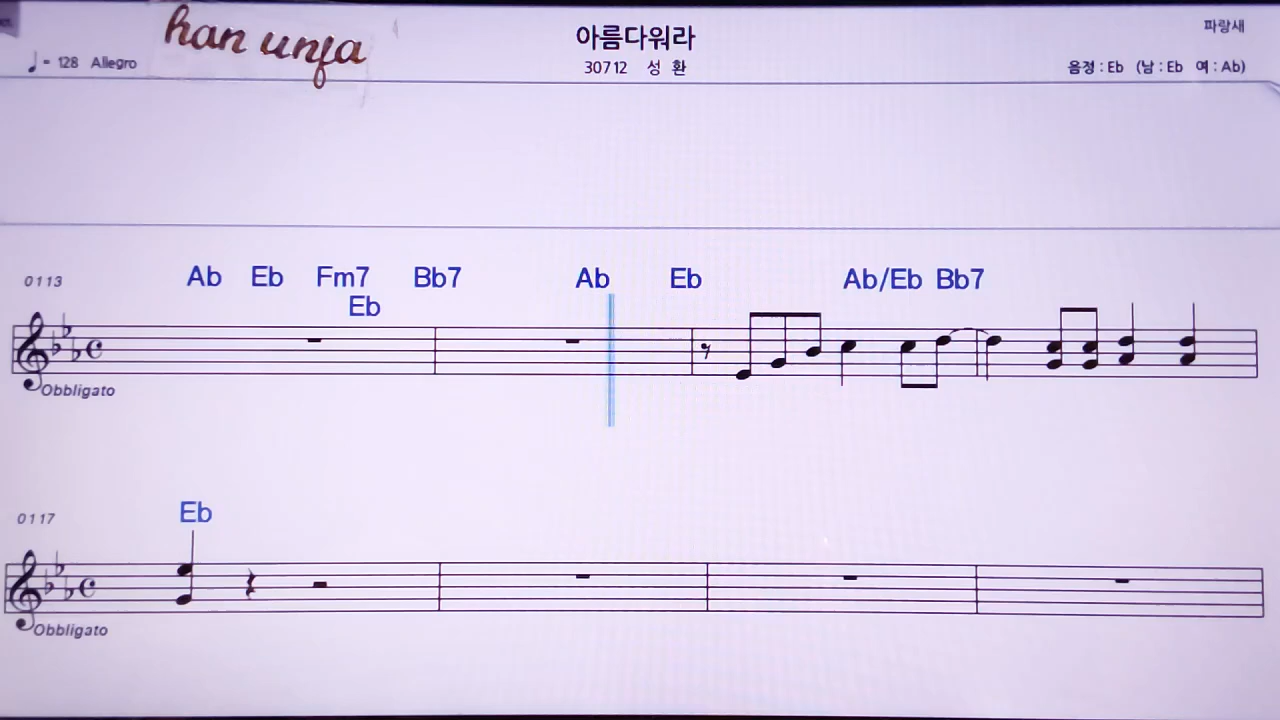 han unja
아름다워라
파랑새
♩= 128 Allegro
30712 성 환
음정 : Eb (남 : Eb 여 : Ab)
0113
Ab Eb Fm7 Bb7 Ab Eb Ab/Eb Bb7
Eb
Obbligato
0117
Eb
Obbligato